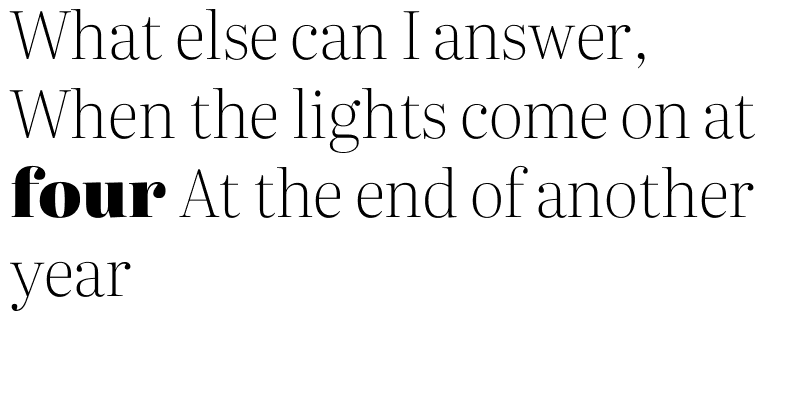 What else can I answer,
When the lights come on at
four At the end of another
year